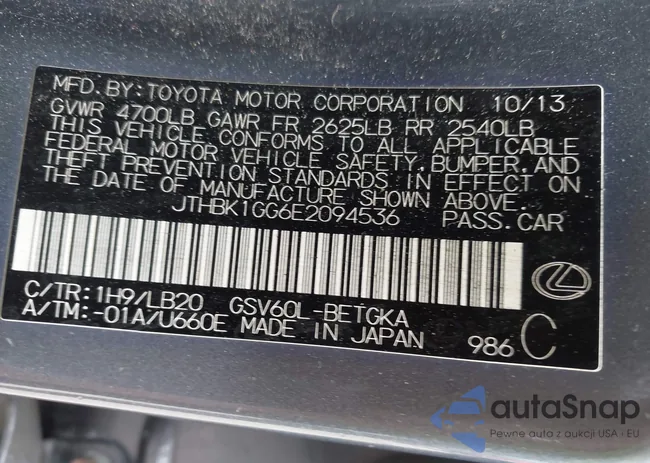 MFD. BY: TOYOTA MOTOR CORPORATION 10/13
GVWR 4700LB GAWR FR 2625LB RR 2540LB
THIS VEHICLE CONFORMS TO ALL APPLICABLE
FEDERAL MOTOR VEHICLE SAFETY, BUMPER, AND
THEFT PREVENTION STANDARDS IN EFFECT ON
THE DATE OF MANUFACTURE SHOWN ABOVE.
JTHBK1GG6E2094536 PASS. CAR
C/TR: 1H9/LB20 GSV60L-BETGKA
A/TM: -01A/U660E MADE IN JAPAN 986 C
autaSnap
Pewne auta z aukcji USA i EU